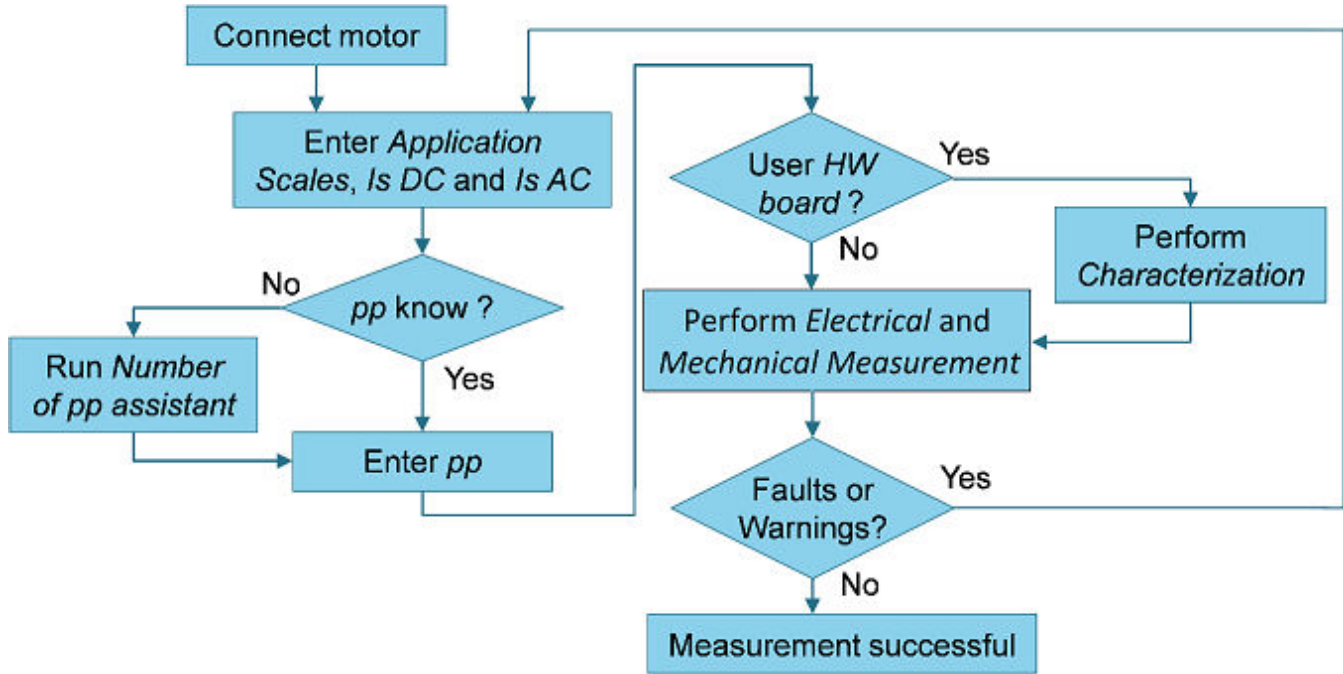 Connect motor
Enter Application
Scales, Is DC and Is AC
No
pp know ?
Run Number
of pp assistant
Yes
Enter pp
User HW
board ?
Yes
No
Perform
Characterization
Perform Electrical and
Mechanical Measurement
Faults or
Warnings?
Yes
No
Measurement successful